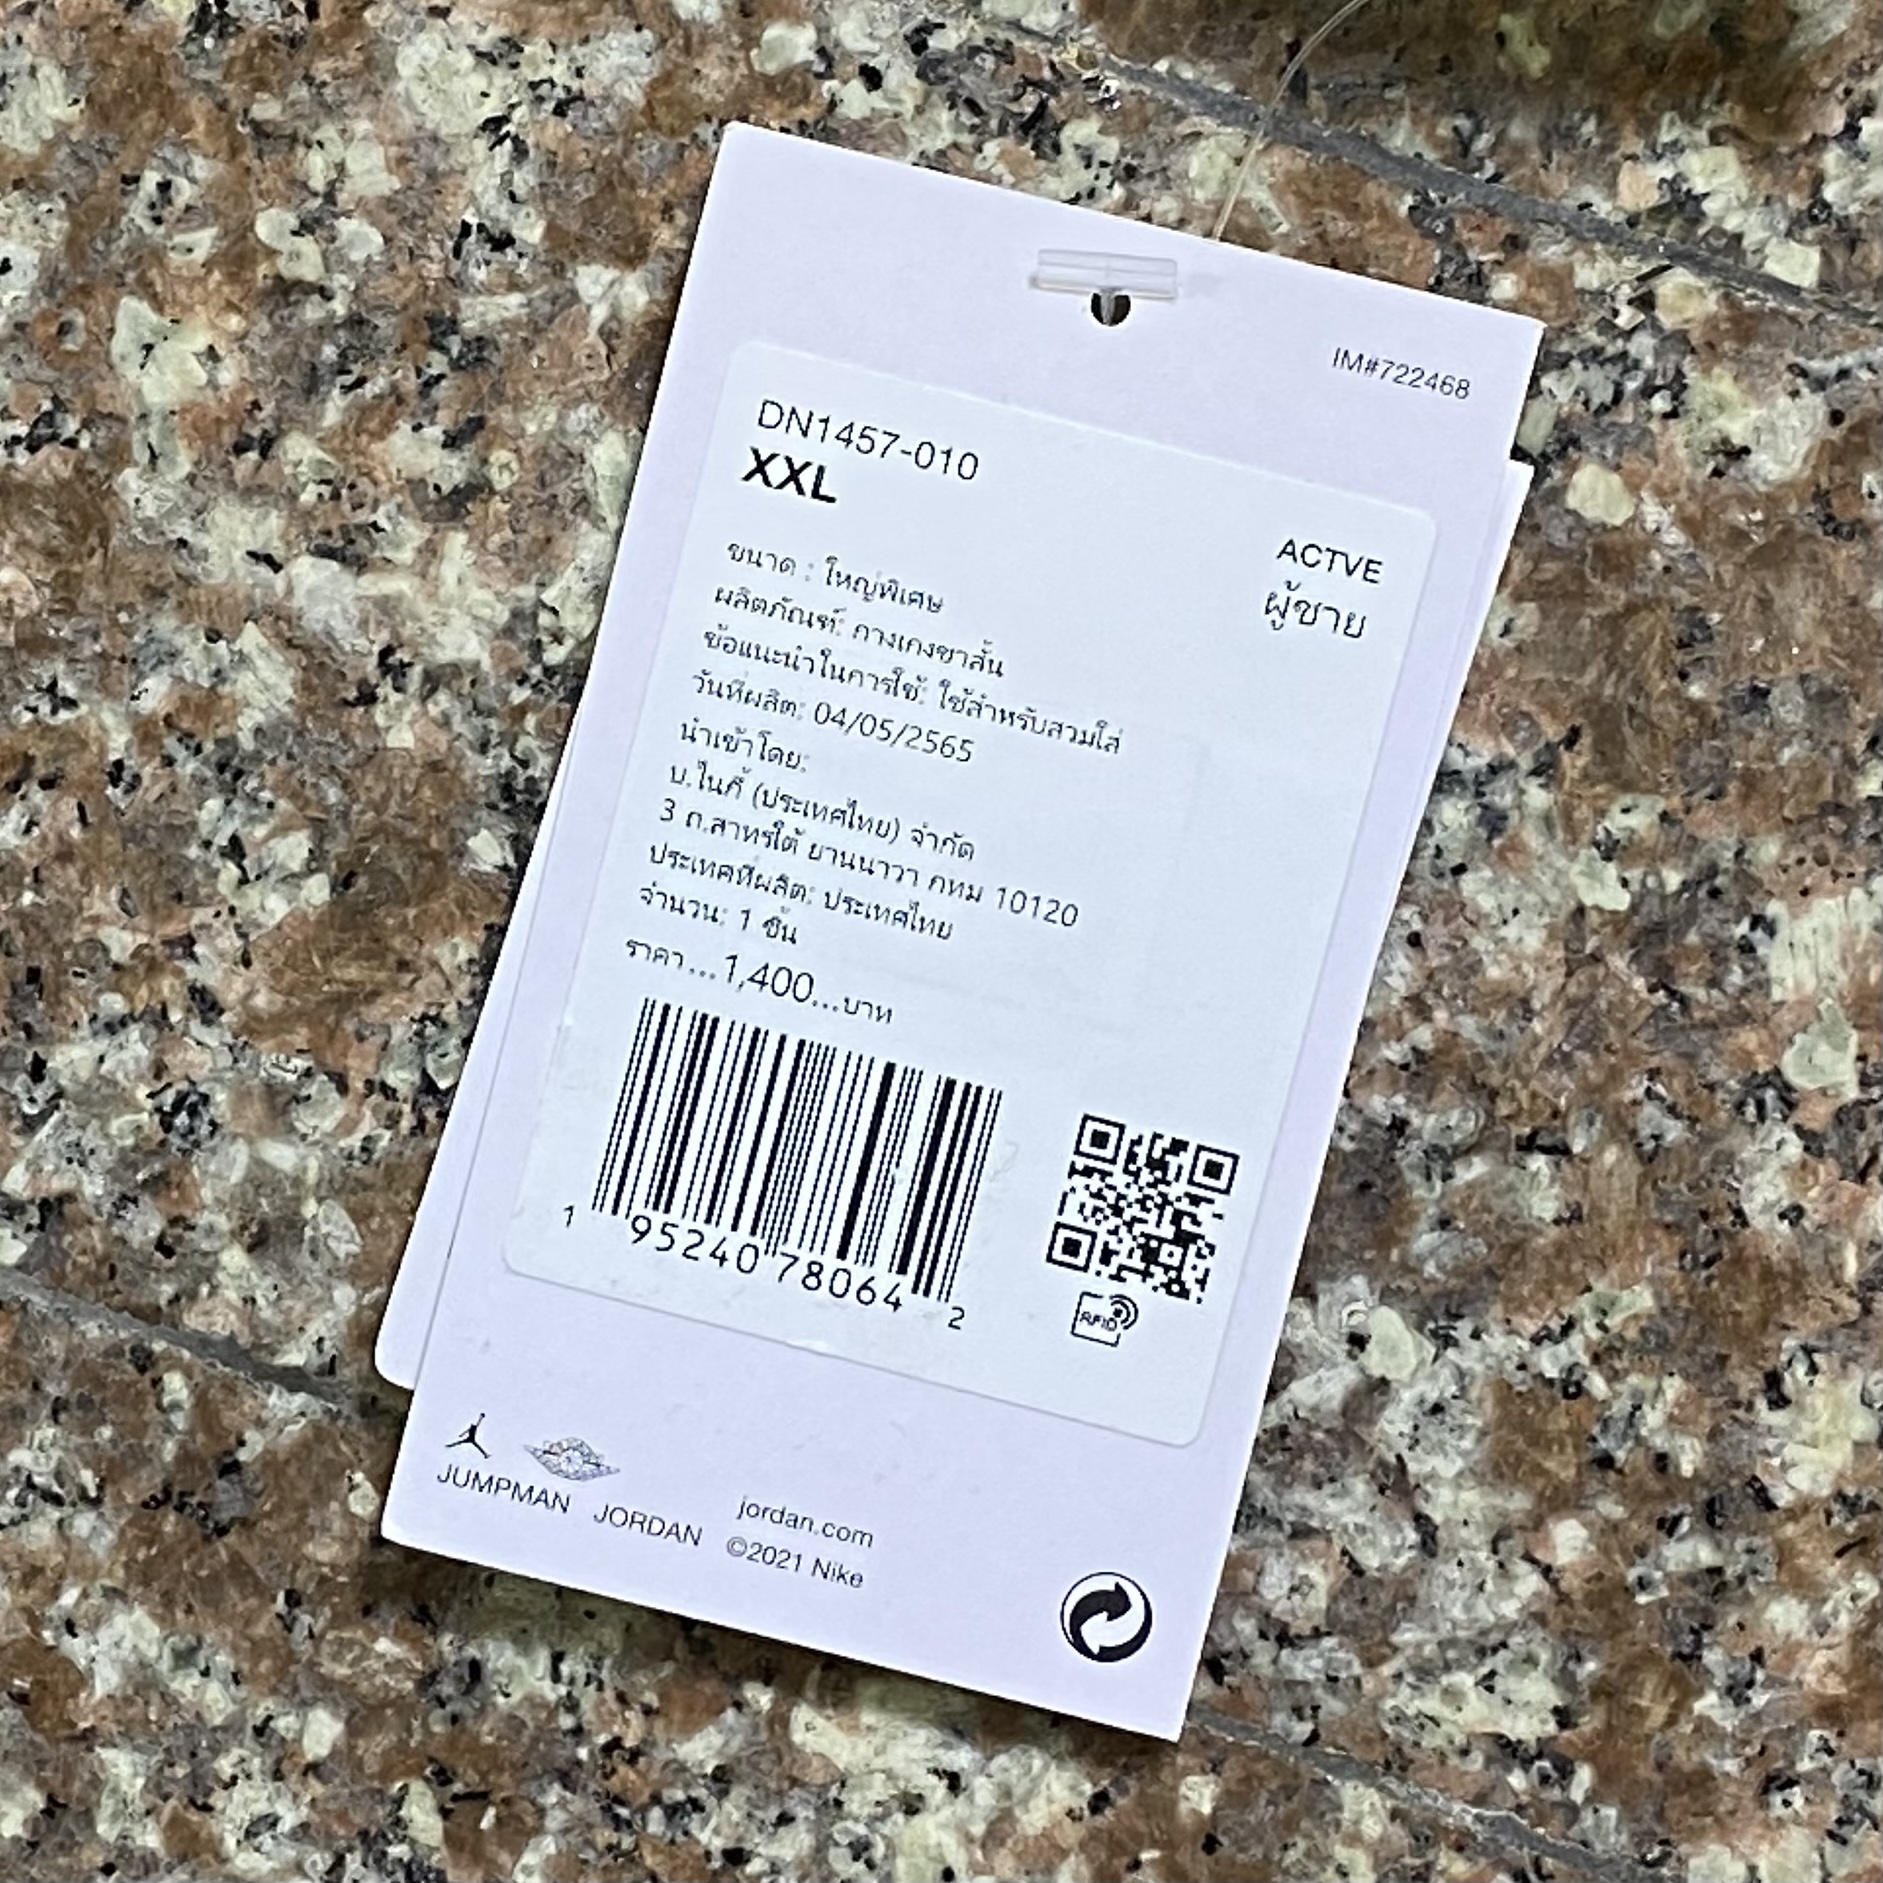 IM#722468
DN1457-010
XXL
ACTVE
ผู้ชาย
ขนาด : ใหญ่พิเศษ
ผลิตภัณฑ์: กางเกงขาสั้น
ข้อแนะนำในการใช้: ใช้สำหรับสวมใส่
วันที่ผลิต: 04/05/2565
นำเข้าโดย:
บ.ไนกี้ (ประเทศไทย) จำกัด
3 ถ.สาทรใต้ ยานนาวา กทม 10120
ประเทศที่ผลิต: ประเทศไทย
จำนวน: 1 ชิ้น
ราคา...1,400...บาท
1 95240 78064 2
RFID
JUMPMAN JORDAN
jordan.com
©2021 Nike